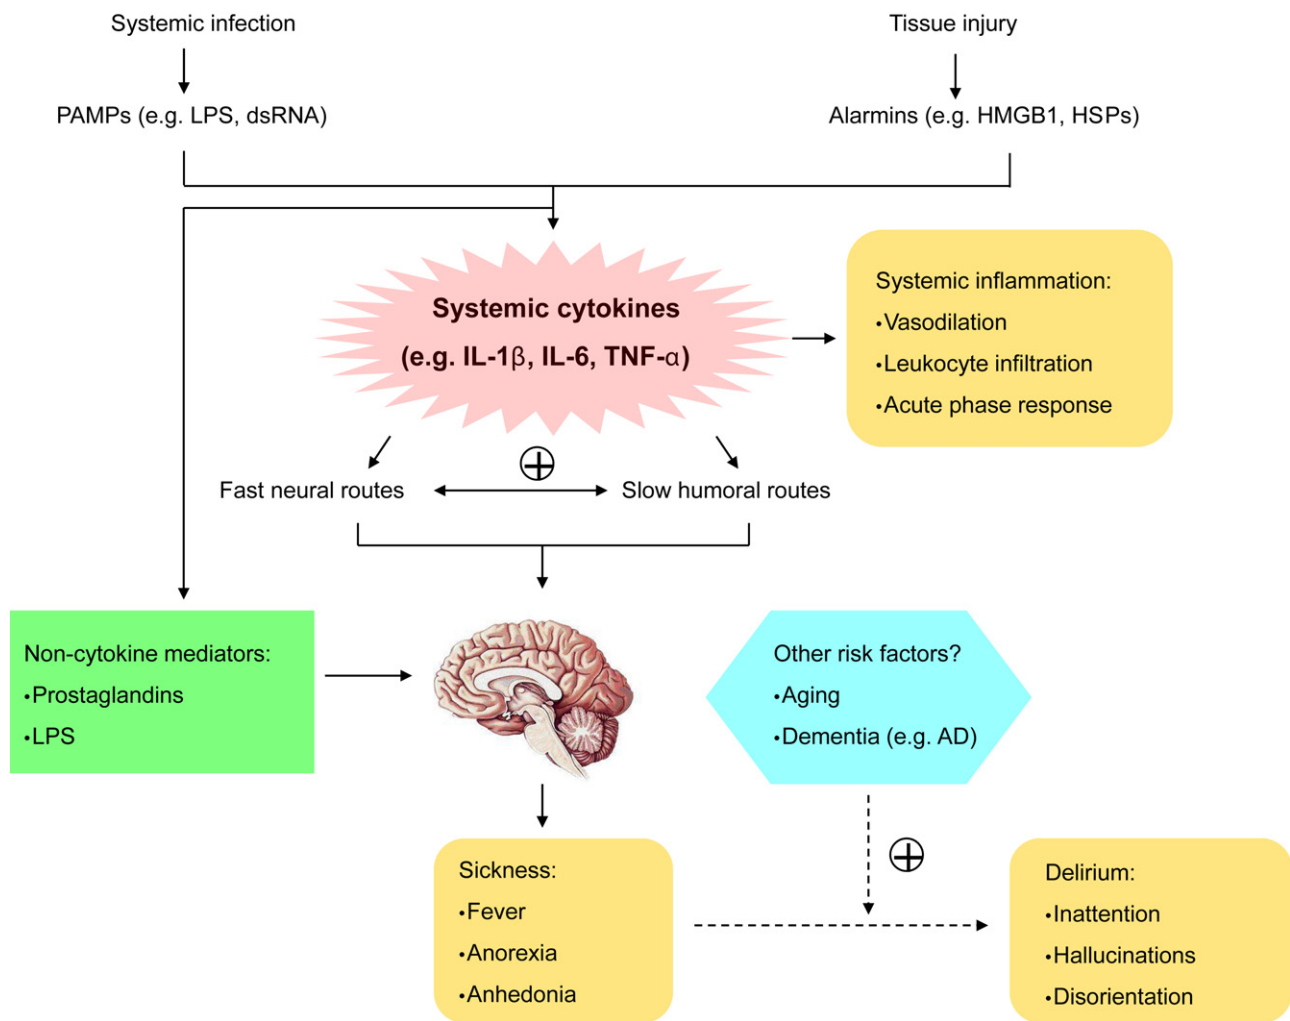 Systemic infection
Tissue injury
PAMPs (e.g. LPS, dsRNA)
Alarmins (e.g. HMGB1, HSPs)
Systemic cytokines
(e.g. IL-1β, IL-6, TNF-α)
Systemic inflammation:
•Vasodilation
•Leukocyte infiltration
•Acute phase response
Fast neural routes
Slow humoral routes
Non-cytokine mediators:
•Prostaglandins
•LPS
Other risk factors?
•Aging
•Dementia (e.g. AD)
Sickness:
•Fever
•Anorexia
•Anhedonia
Delirium:
•Inattention
•Hallucinations
•Disorientation